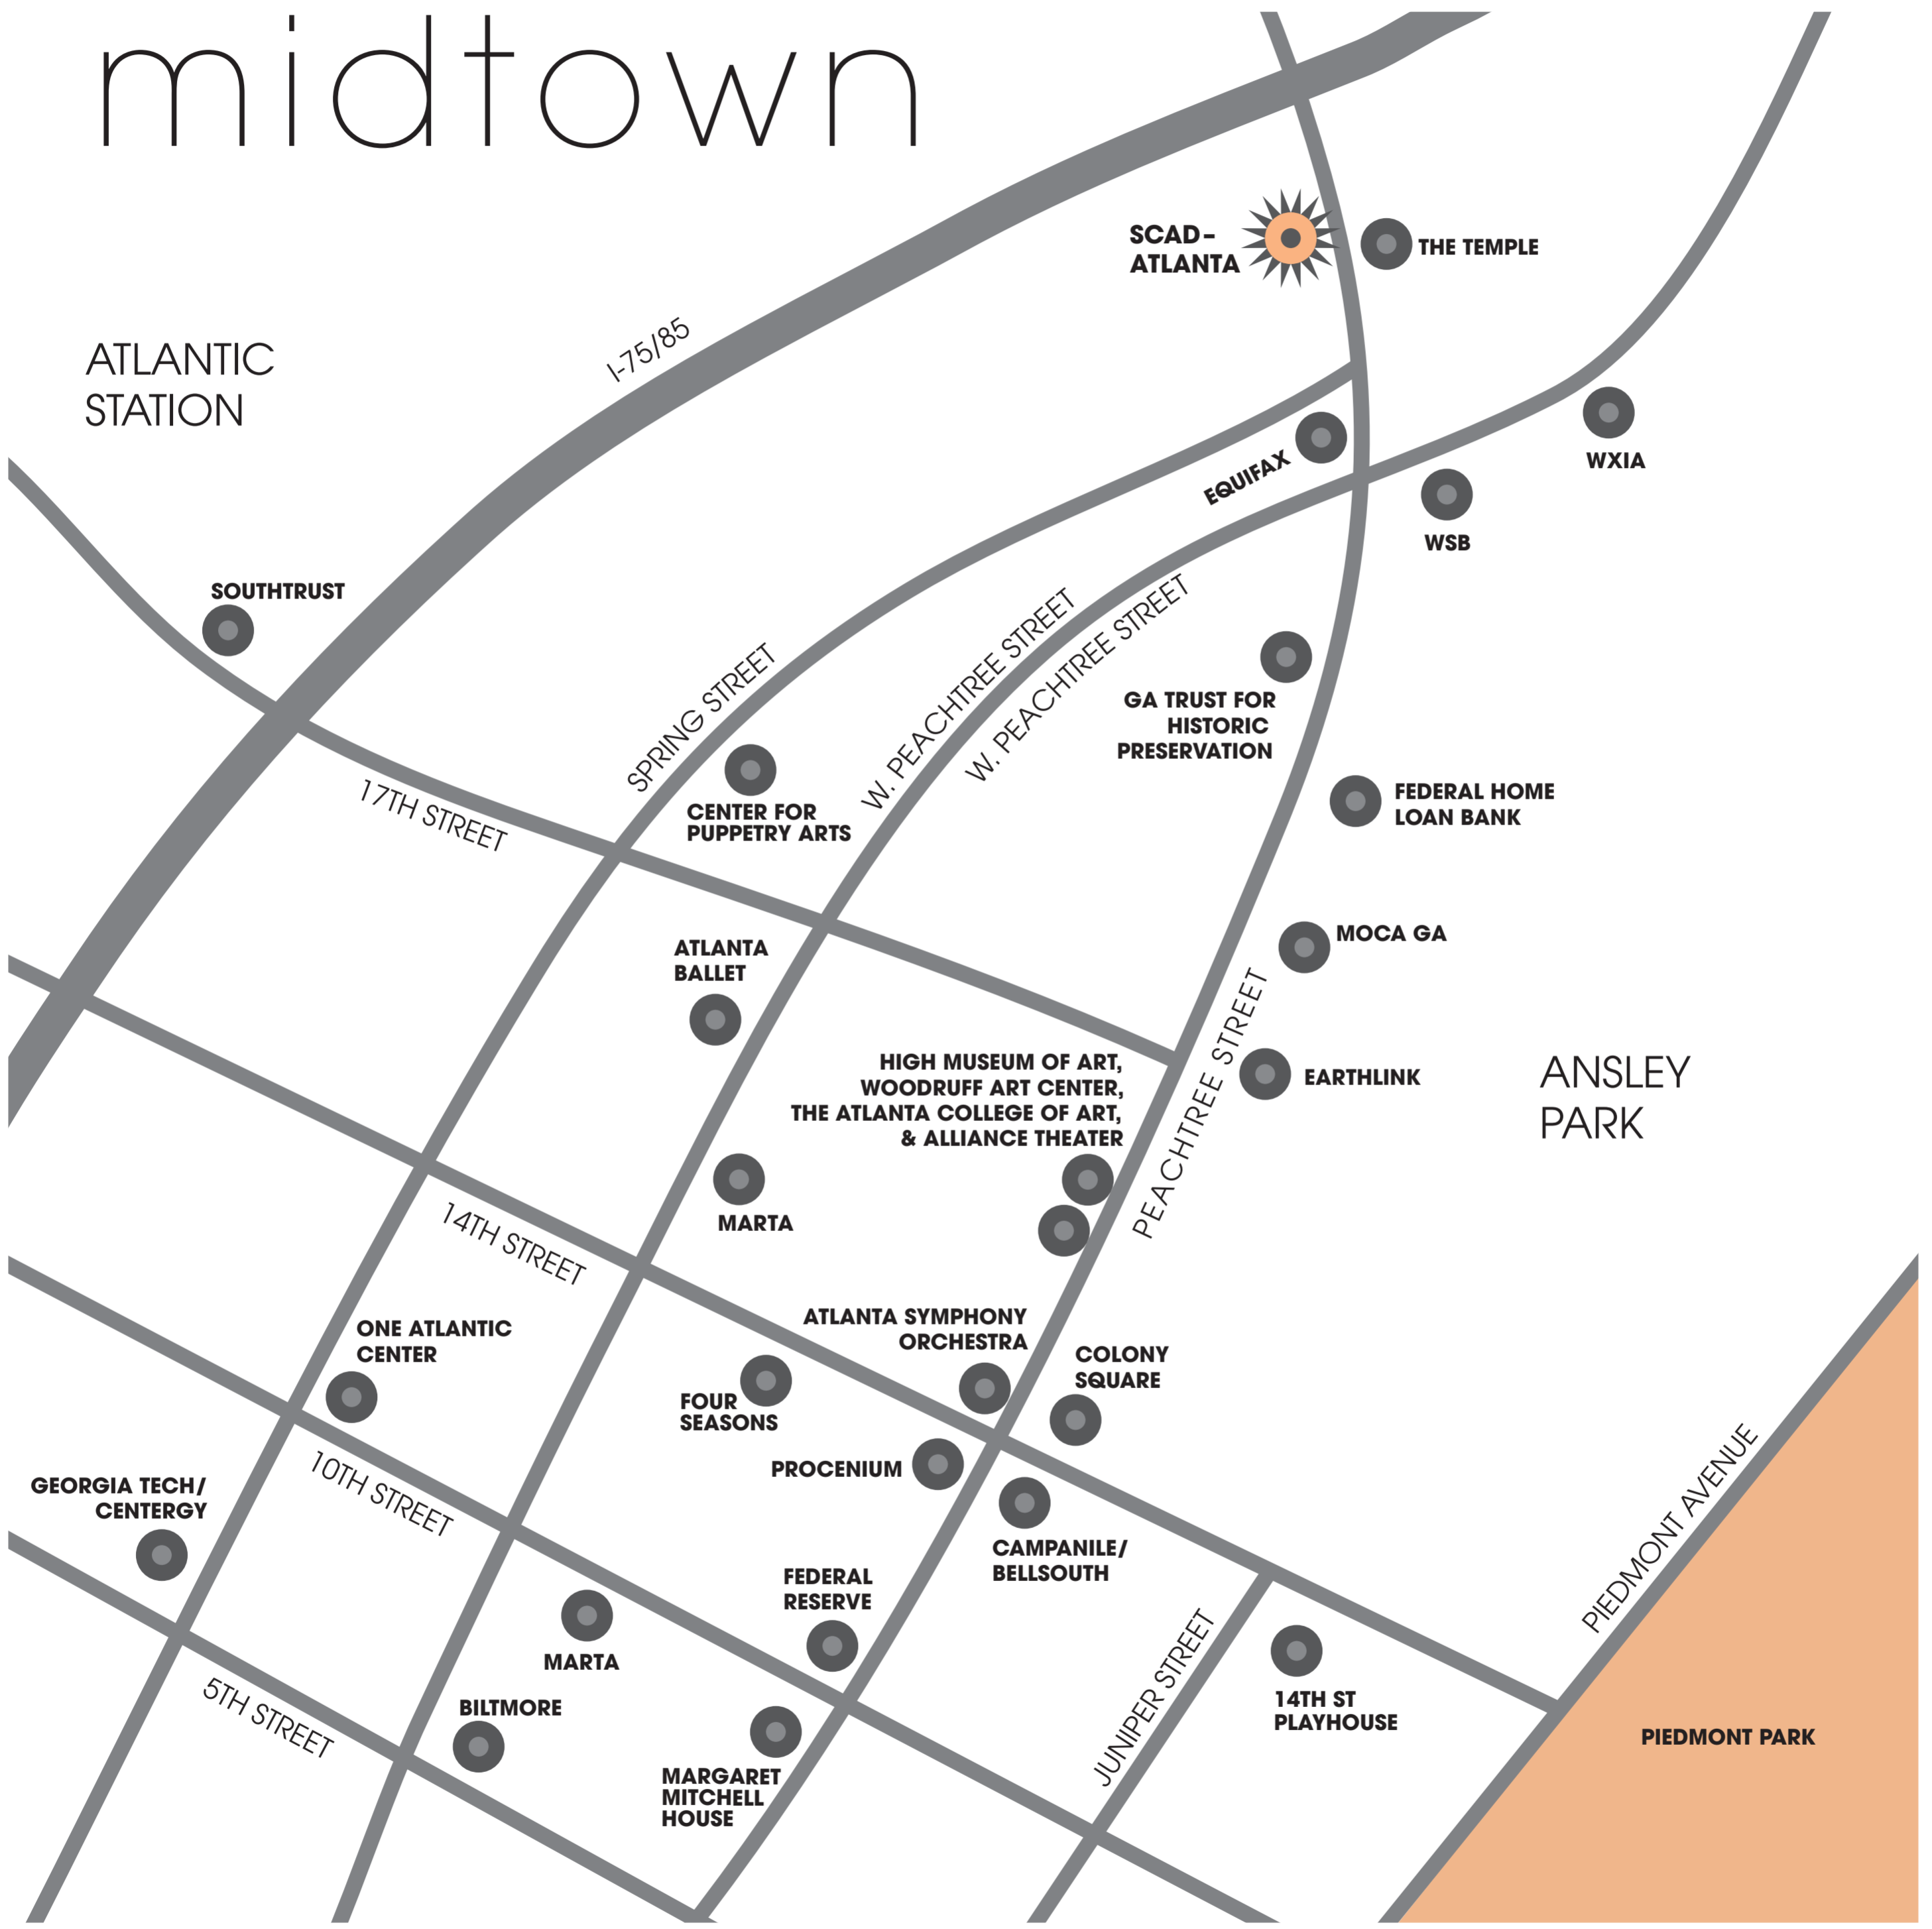 midtown
SCAD-
ATLANTA
THE TEMPLE
I-75/85
ATLANTIC
STATION
WXIA
EQUIFAX
WSB
SOUTHTRUST
SPRING STREET
W. PEACHTREE STREET
W. PEACHTREE STREET
GA TRUST FOR
HISTORIC
PRESERVATION
17TH STREET
CENTER FOR
PUPPETRY ARTS
FEDERAL HOME
LOAN BANK
MOCA GA
ATLANTA
BALLET
PEACHTREE STREET
HIGH MUSEUM OF ART,
WOODRUFF ART CENTER,
THE ATLANTA COLLEGE OF ART,
& ALLIANCE THEATER
EARTHLINK
ANSLEY
PARK
MARTA
14TH STREET
ONE ATLANTIC
CENTER
ATLANTA SYMPHONY
ORCHESTRA
COLONY
SQUARE
FOUR
SEASONS
PROCENIUM
GEORGIA TECH/
CENTERGY
10TH STREET
CAMPANILE/
BELLSOUTH
PIEDMONT AVENUE
FEDERAL
RESERVE
MARTA
JUNIPER STREET
5TH STREET
BILTMORE
14TH ST
PLAYHOUSE
PIEDMONT PARK
MARGARET
MITCHELL
HOUSE